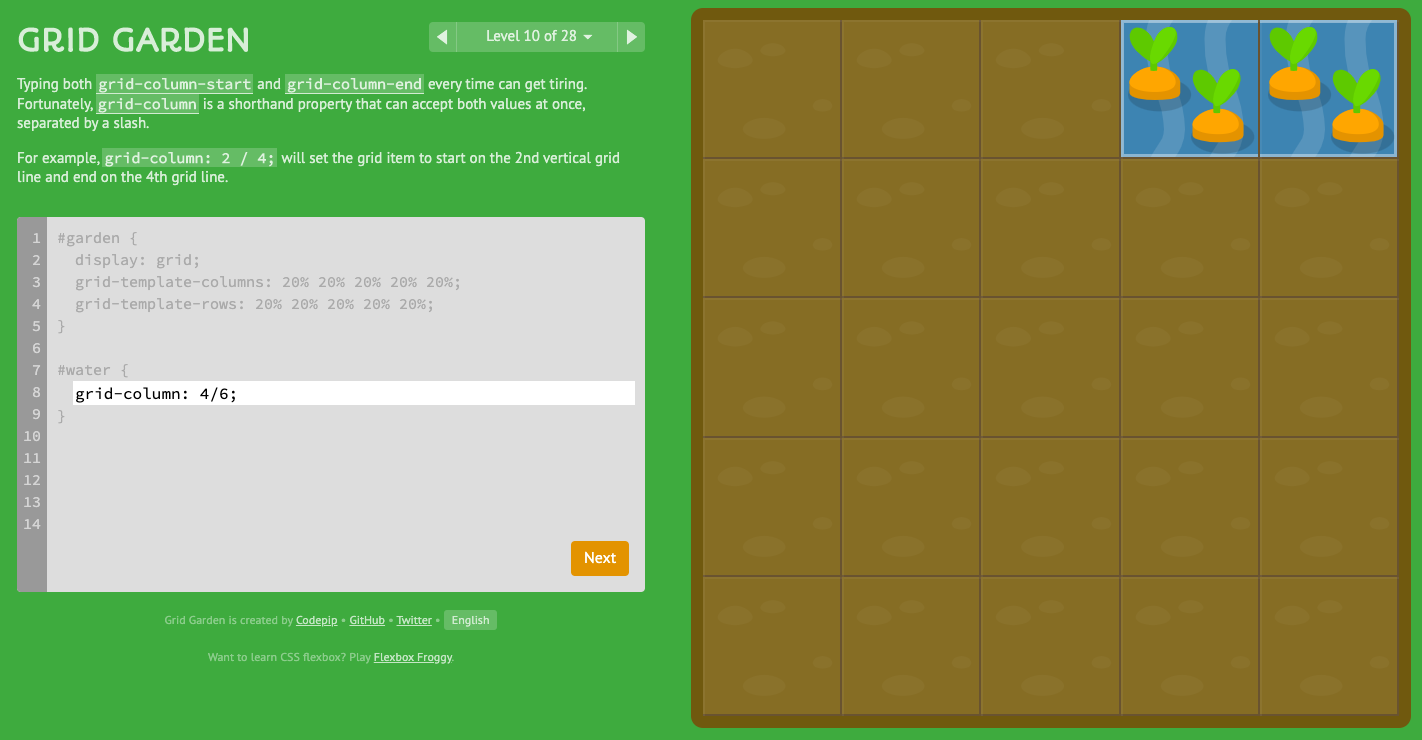 GRID GARDEN
Level 10 of 28
Typing both grid-column-start and grid-column-end every time can get tiring.
Fortunately, grid-column is a shorthand property that can accept both values at once,
separated by a slash.
For example, grid-column: 2 / 4; will set the grid item to start on the 2nd vertical grid
line and end on the 4th grid line.
1 #garden {
2 display: grid;
3 grid-template-columns: 20% 20% 20% 20% 20%;
4 grid-template-rows: 20% 20% 20% 20% 20%;
5 }
6
7 #water {
8 grid-column: 4/6;
9 }
10
11
12
13
14
Next
Grid Garden is created by Codepip • GitHub • Twitter • English
Want to learn CSS flexbox? Play Flexbox Froggy.